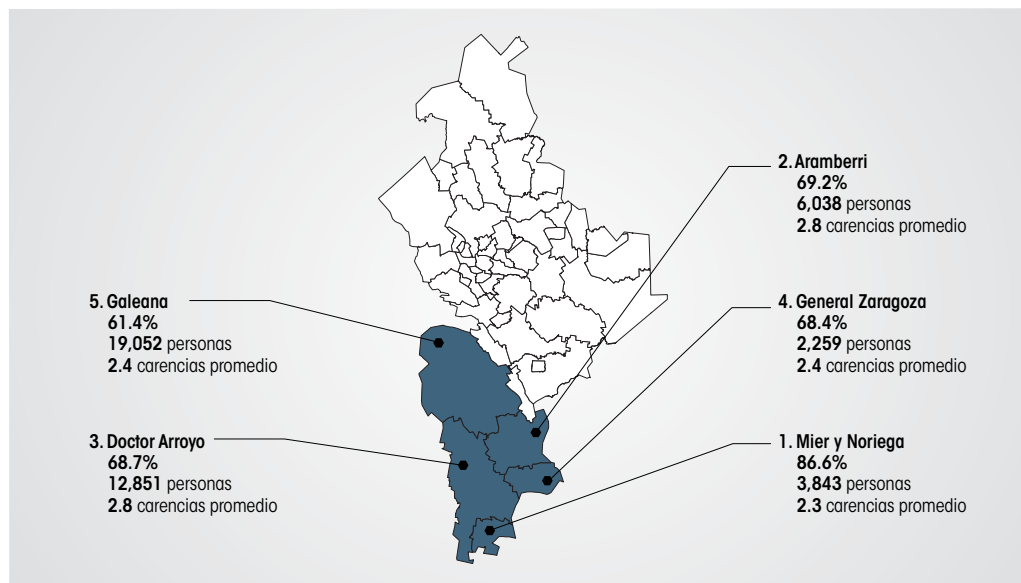 2. Aramberri
69.2%
6,038 personas
2.8 carencias promedio
5. Galeana
61.4%
19,052 personas
2.4 carencias promedio
4. General Zaragoza
68.4%
2,259 personas
2.4 carencias promedio
3. Doctor Arroyo
68.7%
12,851 personas
2.8 carencias promedio
1. Mier y Noriega
86.6%
3,843 personas
2.3 carencias promedio